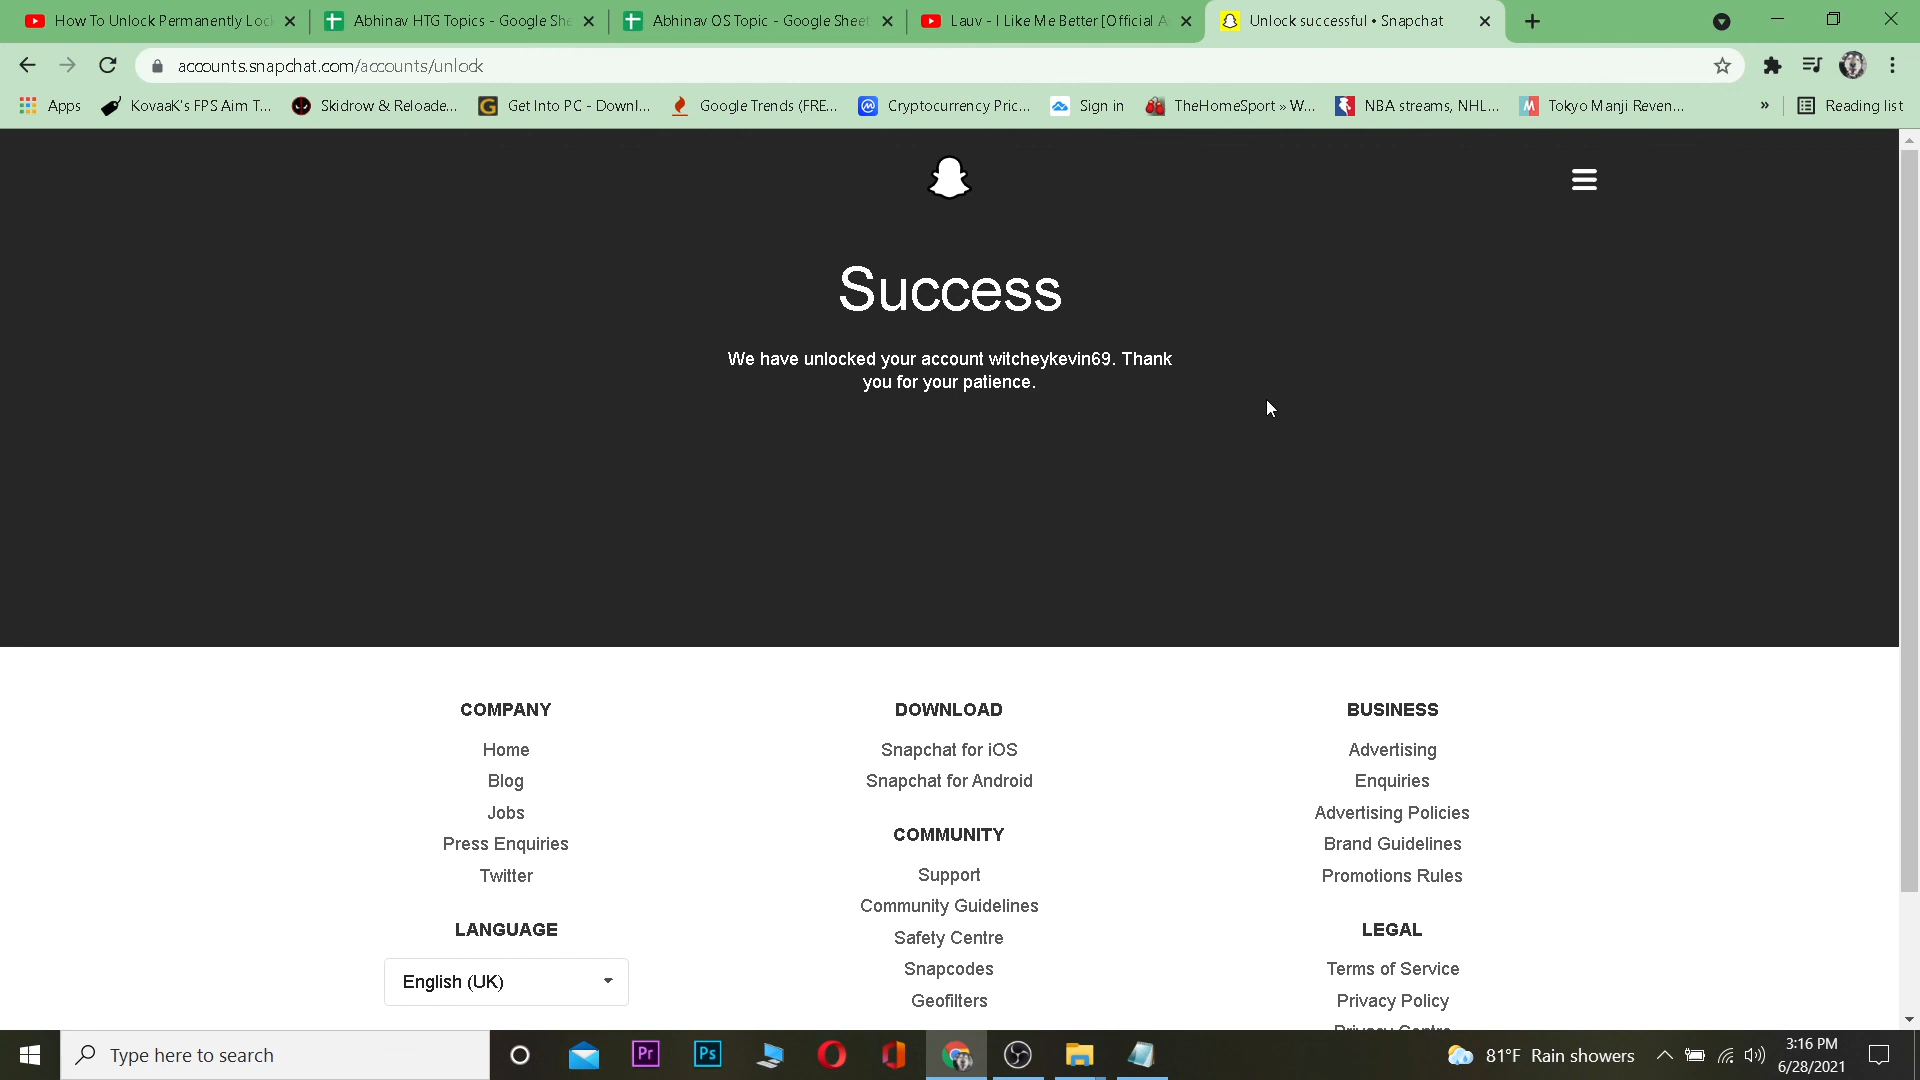 How To Unlock Permanently Loc
Abhinav HTG Topics - Google She
Abhinav OS Topic - Google Sheet
Lauv - I Like Me Better [Official A
Unlock successful • Snapchat
accounts.snapchat.com/accounts/unlock
Apps
KovaaK's FPS Aim T...
Skidrow & Reloade...
Get Into PC - Downl...
Google Trends (FRE...
Cryptocurrency Pric...
Sign in
TheHomeSport » W...
NBA streams, NHL...
Tokyo Manji Reven...
»
Reading list
Success
We have unlocked your account witcheykevin69. Thank
you for your patience.
COMPANY
Home
Blog
Jobs
Press Enquiries
Twitter
LANGUAGE
English (UK)
DOWNLOAD
Snapchat for iOS
Snapchat for Android
COMMUNITY
Support
Community Guidelines
Safety Centre
Snapcodes
Geofilters
BUSINESS
Advertising
Enquiries
Advertising Policies
Brand Guidelines
Promotions Rules
LEGAL
Terms of Service
Privacy Policy
Privacy Centre
Type here to search
Pr
Ps
81°F Rain showers
3:16 PM
6/28/2021